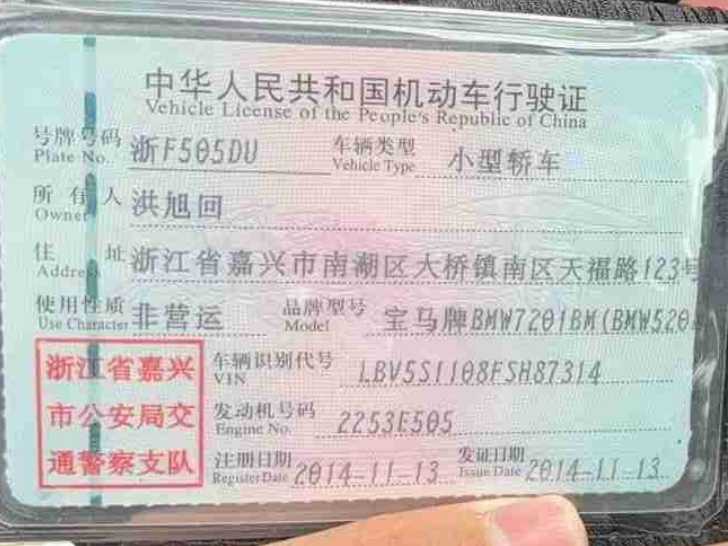 中华人民共和国机动车行驶证
Vehicle License of the People's Republic of China
号牌号码 浙F505DU 车辆类型 小型轿车
Plate No. Vehicle Type
所有人 洪旭回
Owner
住址 浙江省嘉兴市南湖区大桥镇南区天福路123号
Address
使用性质 非营运 品牌型号 宝马牌BMW7201BM(BMW520
Use Character Model
浙江省嘉兴
市公安局交
通警察支队
车辆识别代号 LBV5S1108FSH87314
VIN
发动机号码 2253E505
Engine No.
注册日期 2014-11-13 发证日期 2014-11-13
Register Date Issue Date